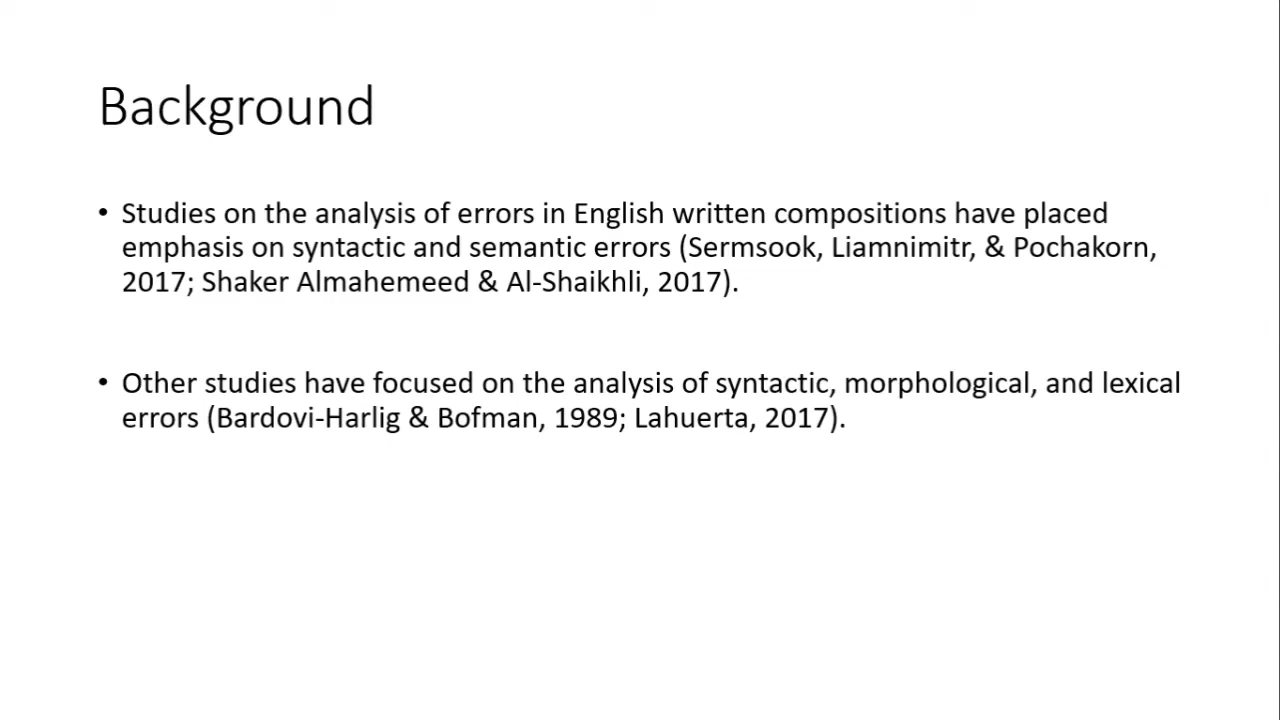 Background
• Studies on the analysis of errors in English written compositions have placed
emphasis on syntactic and semantic errors (Sermsook, Liamnimitr, & Pochakorn,
2017; Shaker Almahemeed & Al-Shaikhli, 2017).
• Other studies have focused on the analysis of syntactic, morphological, and lexical
errors (Bardovi-Harlig & Bofman, 1989; Lahuerta, 2017).